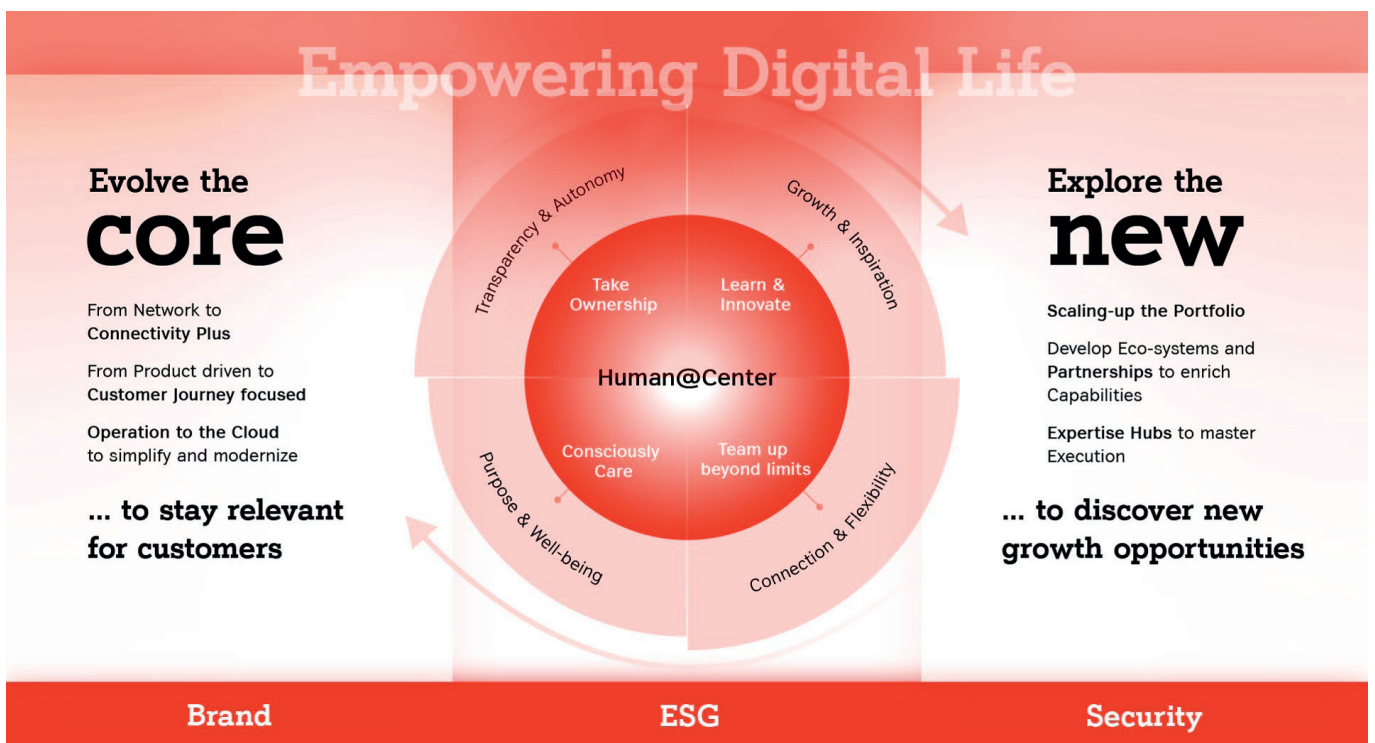 Empowering Digital Life
Evolve the
core
From Network to
Connectivity Plus
From Product driven to
Customer Journey focused
Operation to the Cloud
to simplify and modernize
... to stay relevant
for customers
Transparency & Autonomy
Growth & Inspiration
Take
Ownership
Learn &
Innovate
Human@Center
Consciously
Care
Team up
beyond limits
Purpose & Well-being
Connection & Flexibility
Explore the
new
Scaling-up the Portfolio
Develop Eco-systems and
Partnerships to enrich
Capabilities
Expertise Hubs to master
Execution
... to discover new
growth opportunities
Brand
ESG
Security